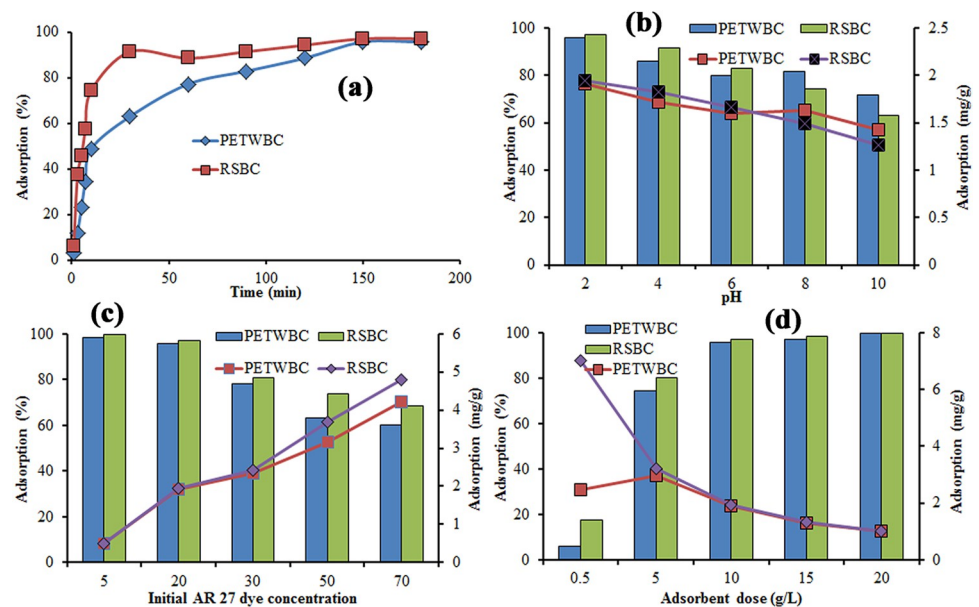 (a)
Adsorption (%)
100
80
60
40
20
0
PETWBC
RSBC
0 50 100 150 200
Time (min)
(b)
PETWBC RSBC
PETWBC RSBC
Adsorption (%)
100
80
60
40
20
0
2.5
2
1.5
1
0.5
0
Adsorption (mg/g)
2 4 6 8 10
pH
(c)
PETWBC RSBC
PETWBC RSBC
Adsorption (%)
100
80
60
40
20
0
6
5
4
3
2
1
0
Adsorption (mg/g)
5 20 30 50 70
Initial AR 27 dye concentration
(d)
PETWBC
RSBC
PETWBC
Adsorption (%)
100
80
60
40
20
0
8
6
4
2
0
Adsorption (mg/g)
0.5 5 10 15 20
Adsorbent dose (g/L)